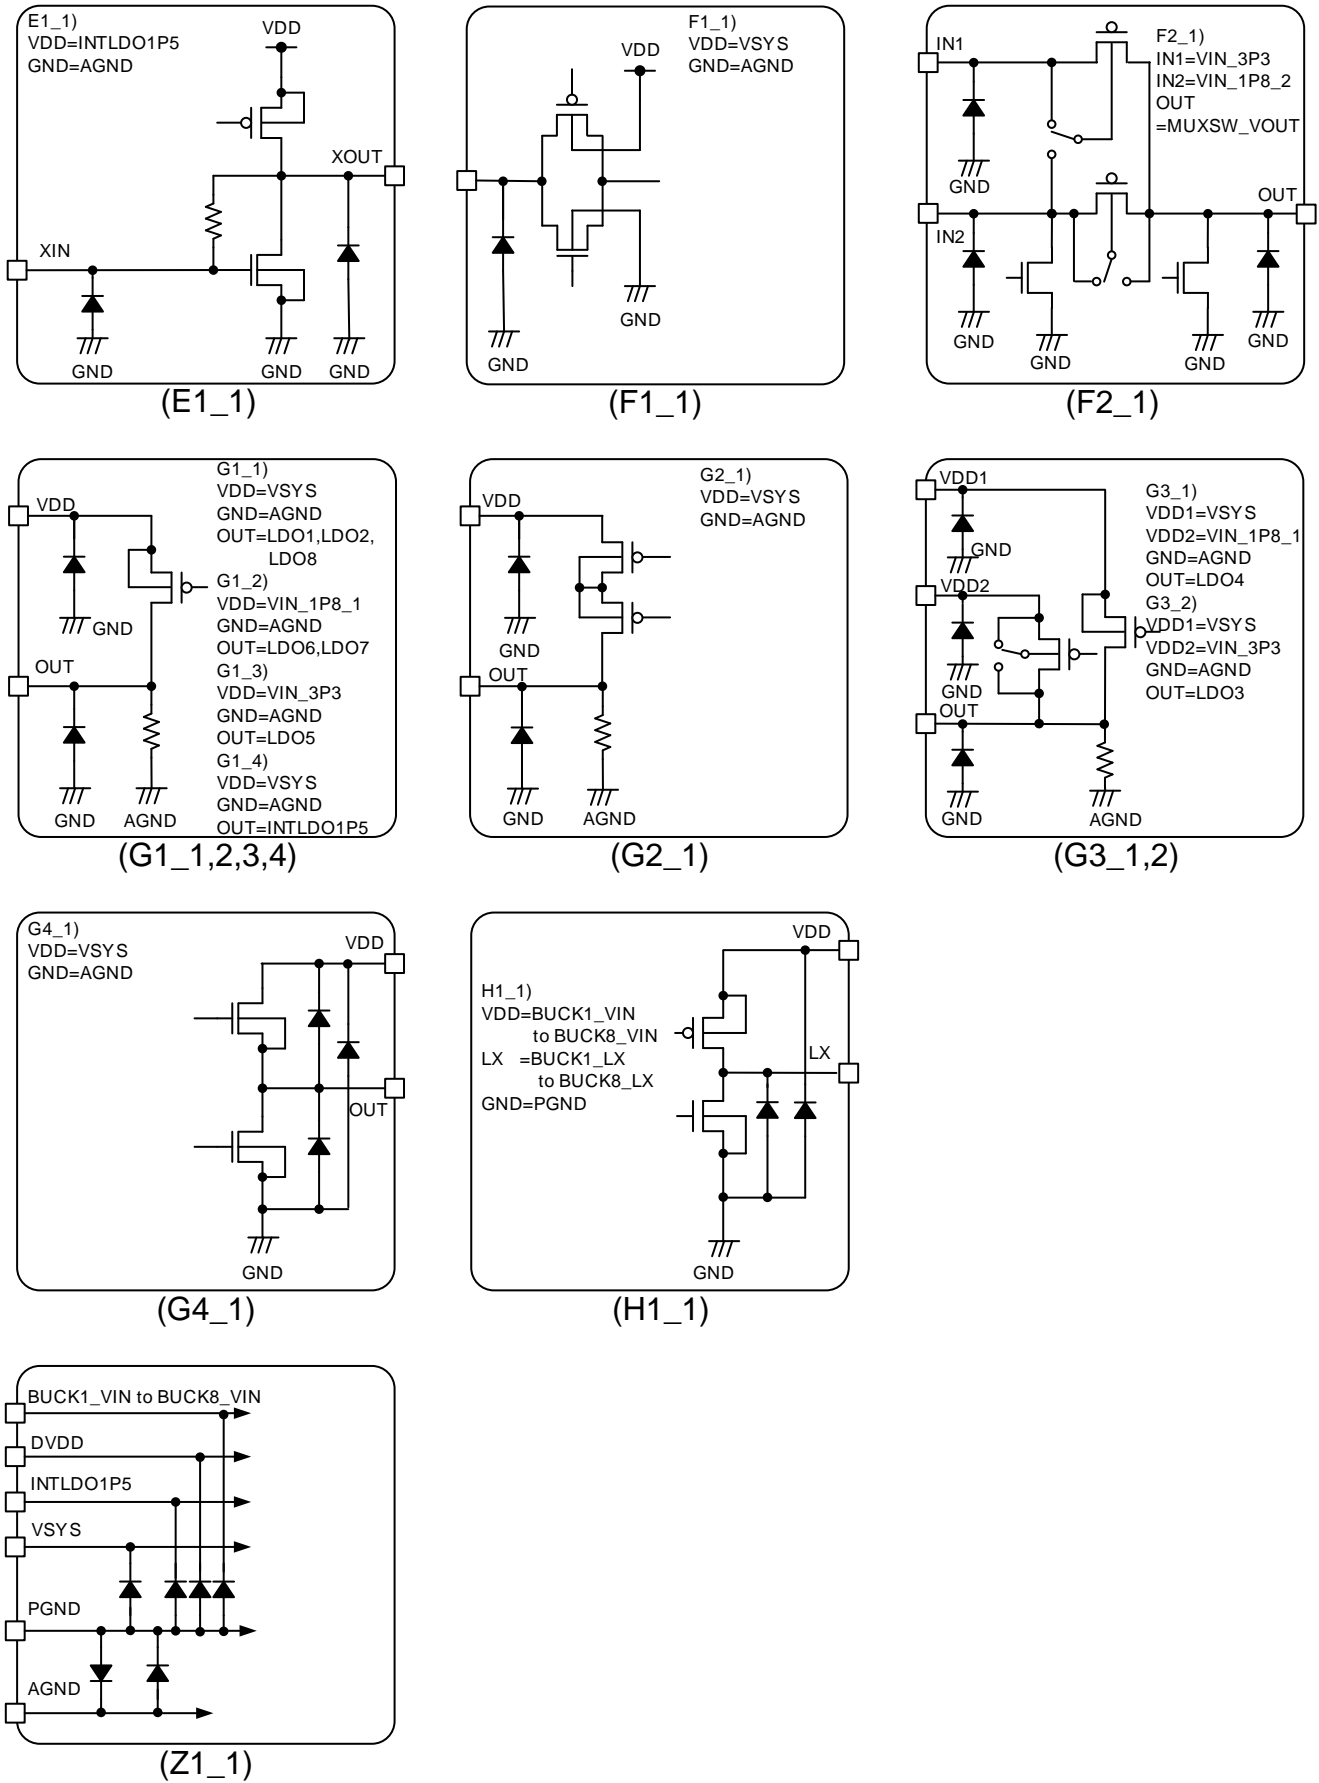 E1_1)
VDD=INTLDO1P5
GND=AGND
VDD
XOUT
XIN
GND
GND
GND
(E1_1)
F1_1)
VDD=VSYS
GND=AGND
VDD
GND
GND
(F1_1)
IN1
F2_1)
IN1=VIN_3P3
IN2=VIN_1P8_2
OUT
=MUXSW_VOUT
GND
OUT
IN2
GND
GND
GND
GND
(F2_1)
VDD
GND
OUT
GND
AGND
G1_1)
VDD=VSYS
GND=AGND
OUT=LDO1,LDO2,
LDO8
G1_2)
VDD=VIN_1P8_1
GND=AGND
OUT=LDO6,LDO7
G1_3)
VDD=VIN_3P3
GND=AGND
OUT=LDO5
G1_4)
VDD=VSYS
GND=AGND
OUT=INTLDO1P5
(G1_1,2,3,4)
G2_1)
VDD=VSYS
GND=AGND
VDD
GND
OUT
GND
AGND
(G2_1)
VDD1
GND
VDD2
GND
OUT
GND
AGND
G3_1)
VDD1=VSYS
VDD2=VIN_1P8_1
GND=AGND
OUT=LDO4
G3_2)
VDD1=VSYS
VDD2=VIN_3P3
GND=AGND
OUT=LDO3
(G3_1,2)
G4_1)
VDD=VSYS
GND=AGND
VDD
OUT
GND
(G4_1)
VDD
H1_1)
VDD=BUCK1_VIN
to BUCK8_VIN
LX =BUCK1_LX
to BUCK8_LX
GND=PGND
LX
GND
(H1_1)
BUCK1_VIN to BUCK8_VIN
DVDD
INTLDO1P5
VSYS
PGND
AGND
(Z1_1)